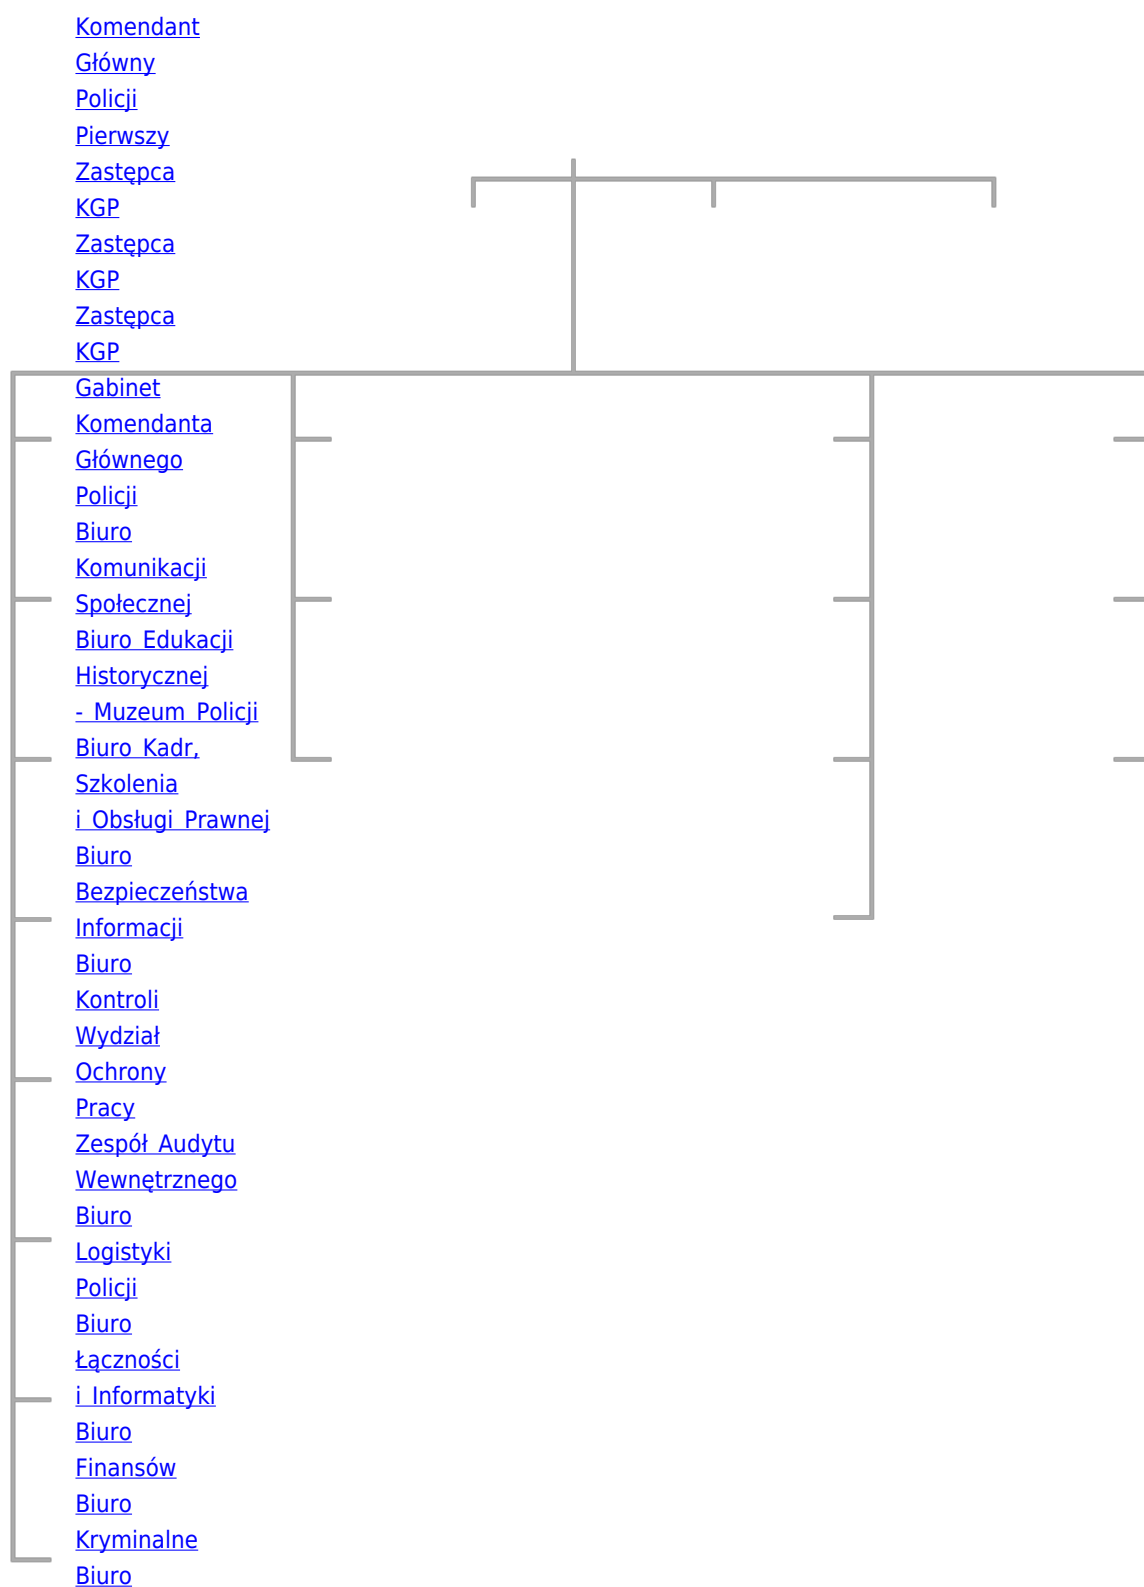 Komendant
Główny
Policji
Pierwszy
Zastępca
KGP
Zastępca
KGP
Zastępca
KGP
Gabinet
Komendanta
Głównego
Policji
Biuro
Komunikacji
Społecznej
Biuro Edukacji
Historycznej
- Muzeum Policji
Biuro Kadr,
Szkolenia
i Obsługi Prawnej
Biuro
Bezpieczeństwa
Informacji
Biuro
Kontroli
Wydział
Ochrony
Pracy
Zespół Audytu
Wewnętrznego
Biuro
Logistyki
Policji
Biuro
Łączności
i Informatyki
Biuro
Finansów
Biuro
Kryminalne
Biuro